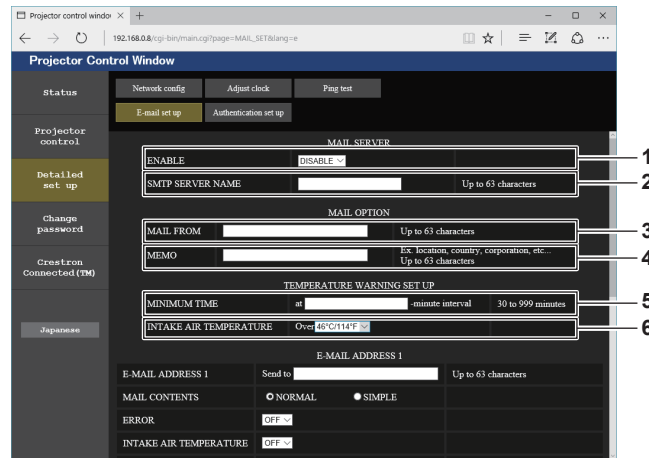 Projector control window
192.168.0.8/cgi-bin/main.cgi?page=MAIL_SET&lang=e
Projector Control Window
Status
Network config
Adjust clock
Ping test
E-mail set up
Authentication set up
Projector
control
Detailed
set up
Change
password
Crestron
Connected(TM)
Japanese
MAIL SERVER
ENABLE DISABLE 1
SMTP SERVER NAME Up to 63 characters 2
MAIL OPTION
MAIL FROM Up to 63 characters 3
MEMO Ex. location, country, corporation, etc...
Up to 63 characters 4
TEMPERATURE WARNING SET UP
MINIMUM TIME at -minute interval 30 to 999 minutes 5
INTAKE AIR TEMPERATURE Over 46°C/114°F 6
E-MAIL ADDRESS 1
E-MAIL ADDRESS 1 Send to Up to 63 characters
MAIL CONTENTS NORMAL SIMPLE
ERROR OFF
INTAKE AIR TEMPERATURE OFF